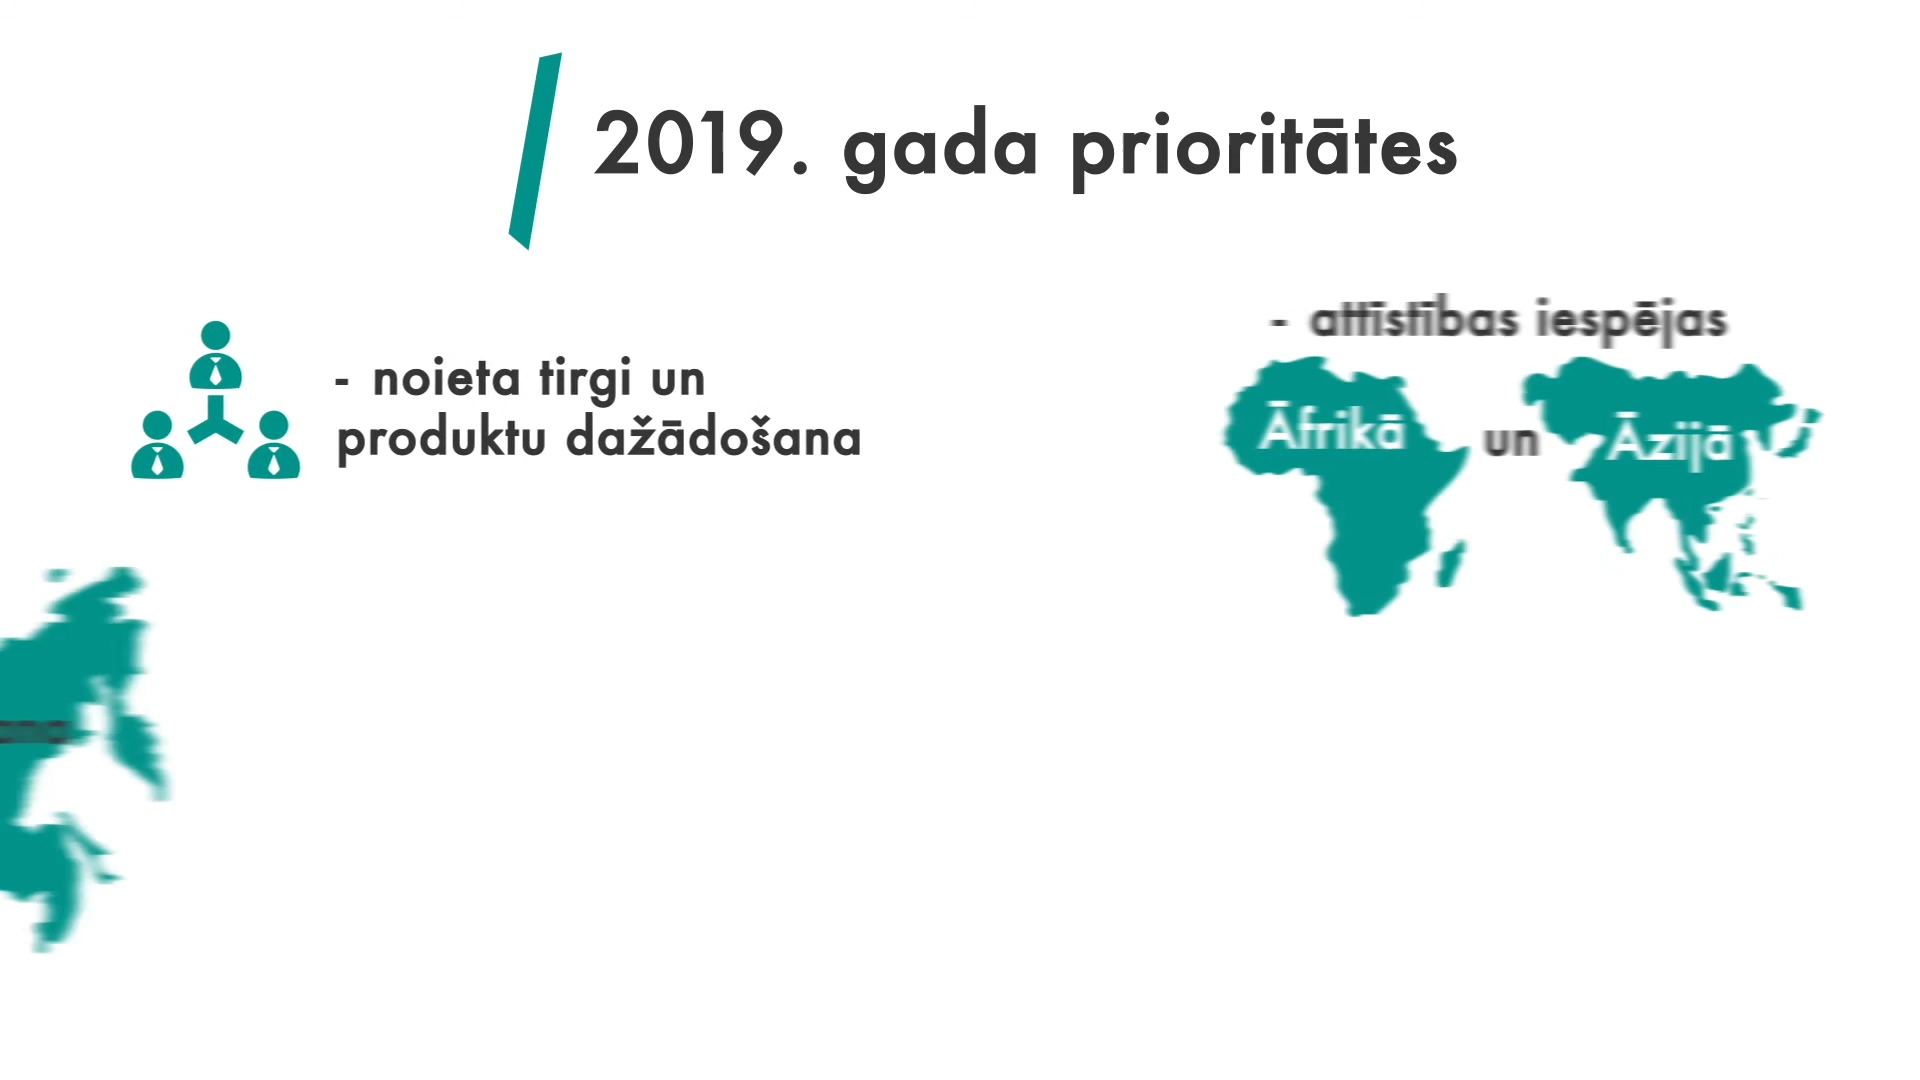 2019. gada prioritātes
- noieta tirgi un
produktu dažādošana
- attīstības iespējas
Āfrikā un Āzijā